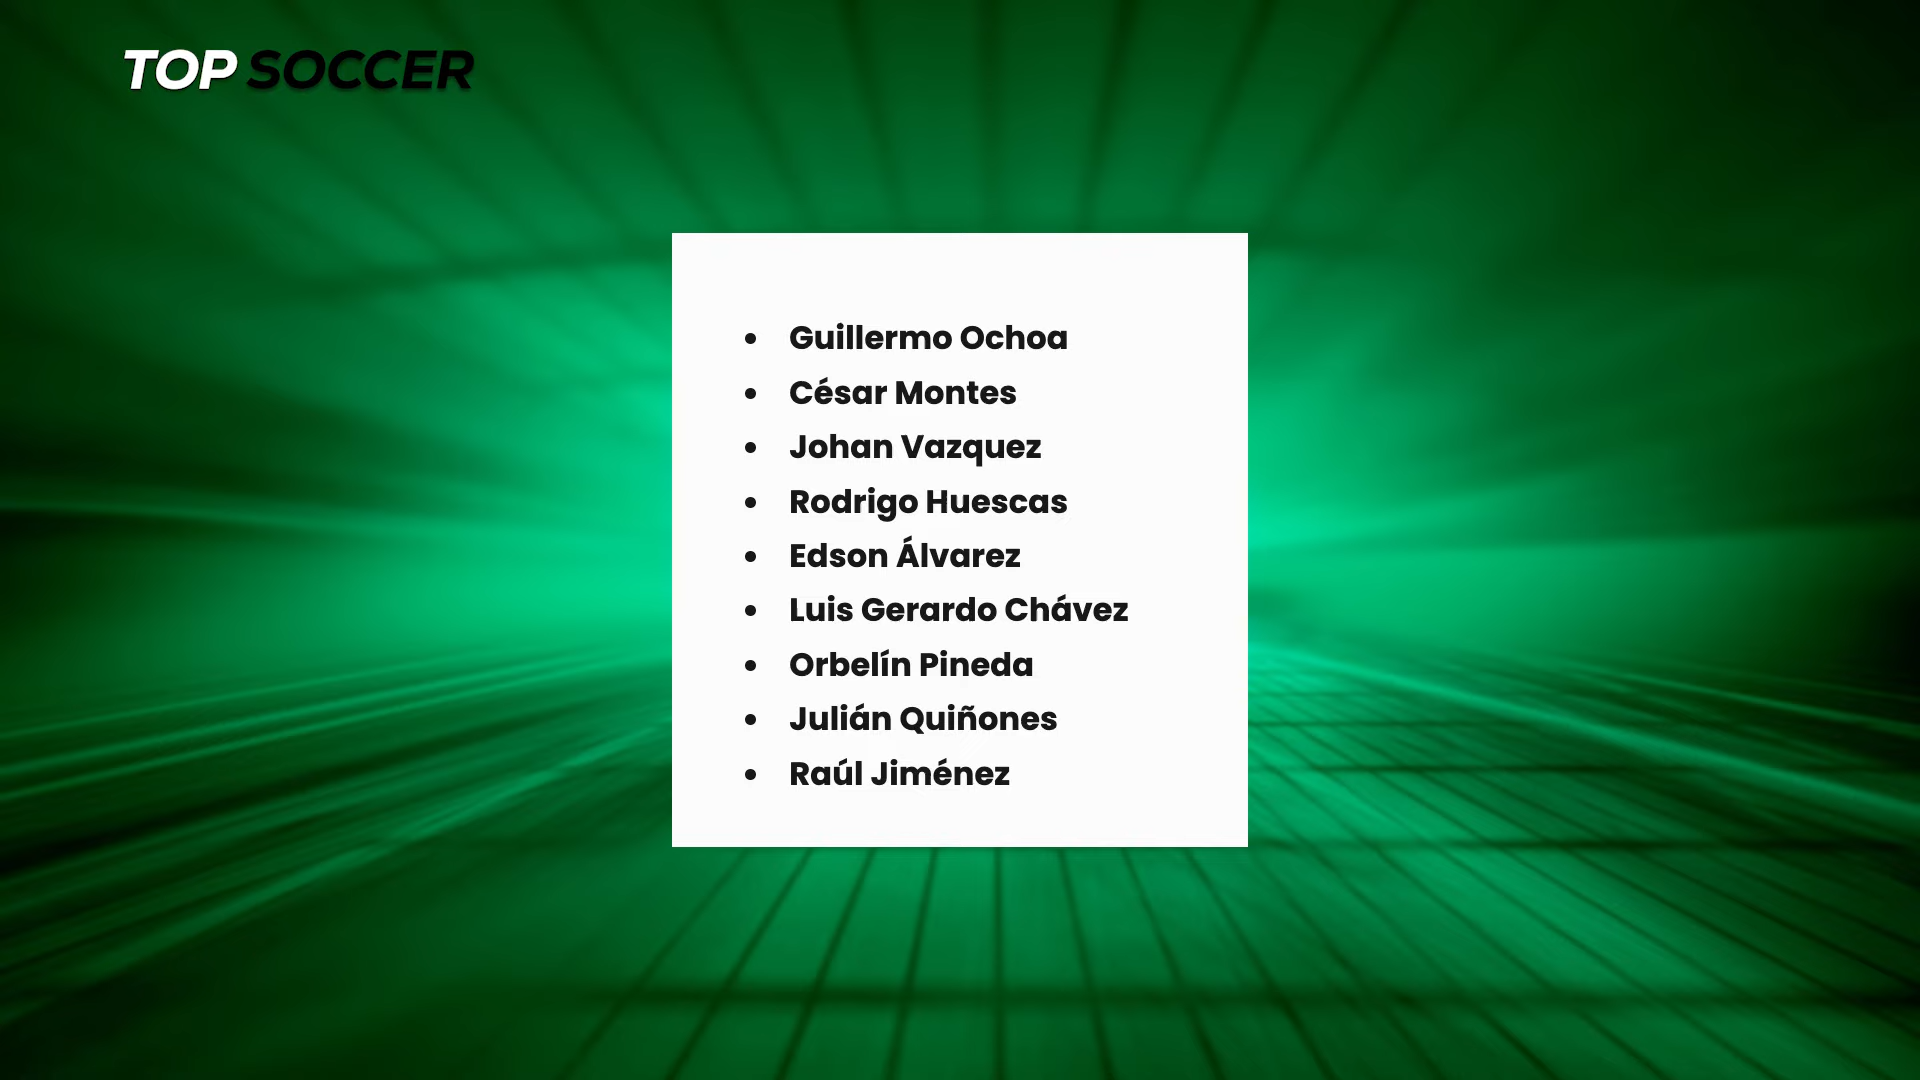 TOP SOCCER
• Guillermo Ochoa
• César Montes
• Johan Vazquez
• Rodrigo Huescas
• Edson Álvarez
• Luis Gerardo Chávez
• Orbelín Pineda
• Julián Quiñones
• Raúl Jiménez